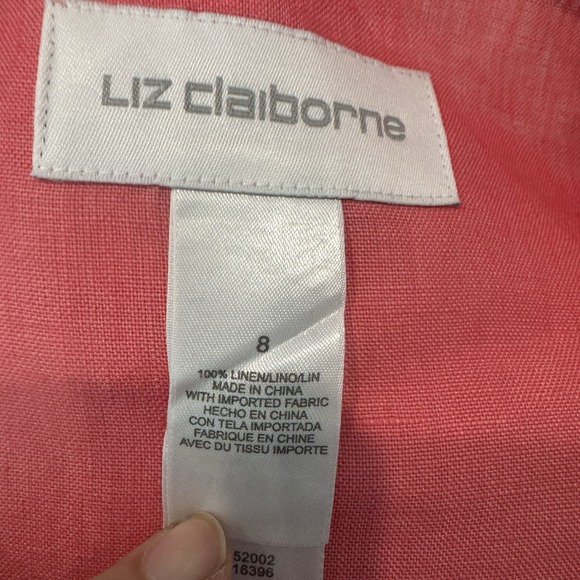 LIZ claiborne
8
100% LINEN/LINO/LIN
MADE IN CHINA
WITH IMPORTED FABRIC
HECHO EN CHINA
CON TELA IMPORTADA
FABRIQUE EN CHINE
AVEC DU TISSU IMPORTE
52002
16396